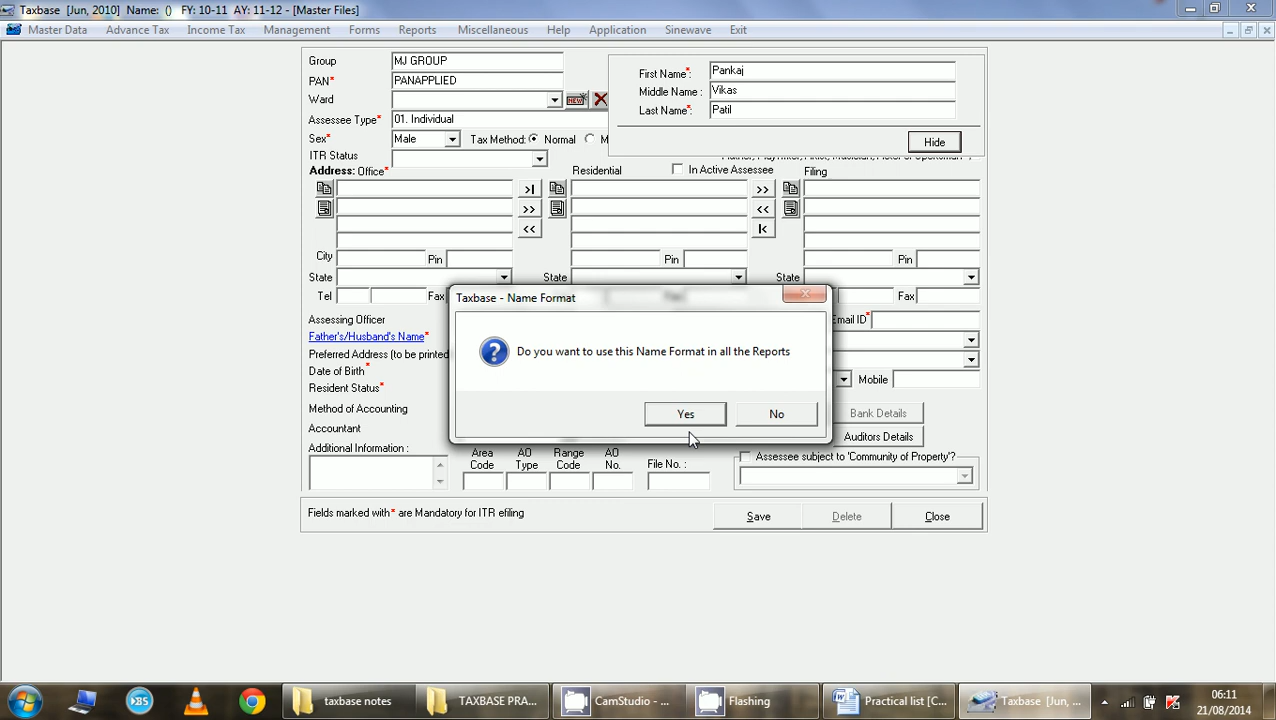 Taxbase [Jun, 2010] Name: () FY: 10-11 AY: 11-12 - [Master Files]
Master Data Advance Tax Income Tax Management Forms Reports Miscellaneous Help Application Sinewave Exit
Group MJ GROUP
PAN* PANAPPLIED
Ward NEW
Assessee Type* 01. Individual
Sex* Male Tax Method: Normal M
ITR Status
First Name*: Pankaj
Middle Name : Vikas
Last Name*: Patil
Hide
Address: Office* Residential In Active Assessee Filing
>| >> <<
>> << |<
City Pin Pin Pin
State State State
Tel Fax Fax
Taxbase - Name Format
Do you want to use this Name Format in all the Reports
Yes No
Assessing Officer Email ID
Father's/Husband's Name*
Preferred Address (to be printed
Date of Birth*
Resident Status* Mobile
Method of Accounting Bank Details
Accountant Auditors Details
Additional Information :
Area Code AO Type Range Code AO No. File No. :
Assessee subject to 'Community of Property'?
Fields marked with* are Mandatory for ITR efiling
Save Delete Close
taxbase notes TAXBASE PRA... CamStudio - ... Flashing Practical list [C... Taxbase [Jun, ...
06:11
21/08/2014